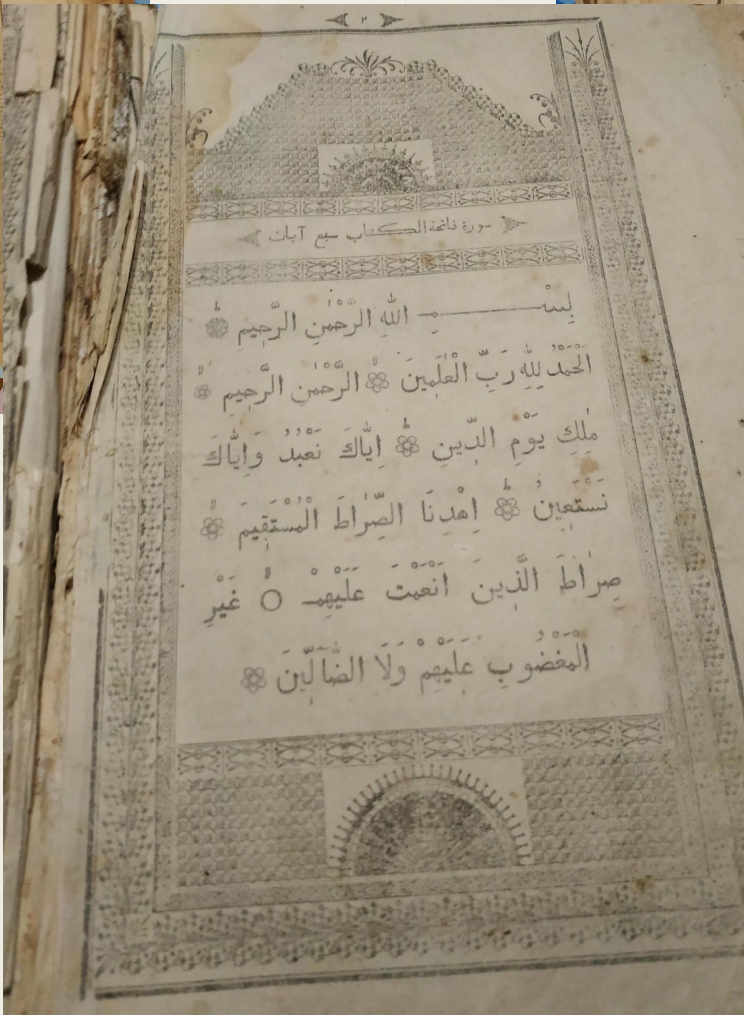 ٢
سورة فاتحة الكتاب سبع آيات
بِسْمِ اللّٰهِ الرَّحْمٰنِ الرَّحِيمِ
اَلْحَمْدُ لِلّٰهِ رَبِّ الْعَالَمِينَ الرَّحْمٰنِ الرَّحِيمِ
مٰلِكِ يَوْمِ الدِّينِ اِيَّاكَ نَعْبُدُ وَاِيَّاكَ
نَسْتَعِينُ اِهْدِنَا الصِّرَاطَ الْمُسْتَقِيمَ
صِرَاطَ الَّذِينَ اَنْعَمْتَ عَلَيْهِمْ غَيْرِ
الْمَغْضُوبِ عَلَيْهِمْ وَلَا الضَّالِّينَ